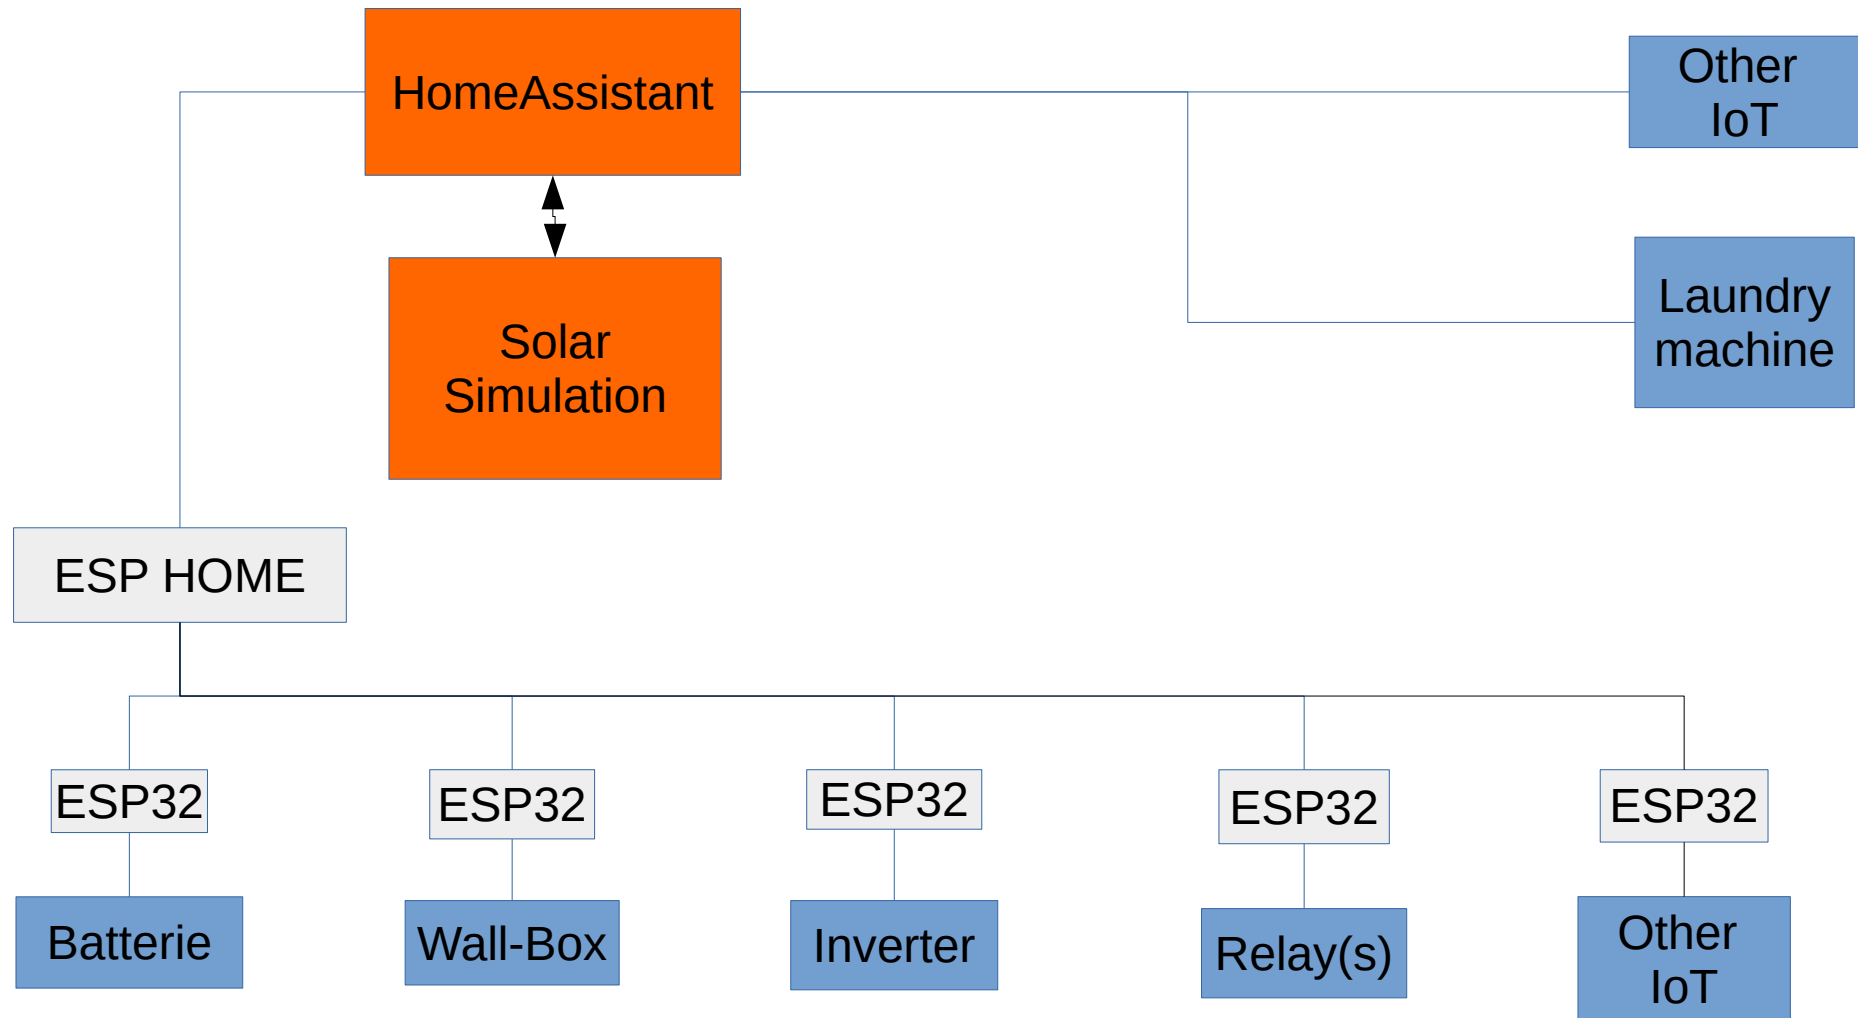 HomeAssistant
Other
IoT
Solar
Simulation
Laundry
machine
ESP HOME
ESP32
ESP32
ESP32
ESP32
ESP32
Batterie
Wall-Box
Inverter
Relay(s)
Other
IoT